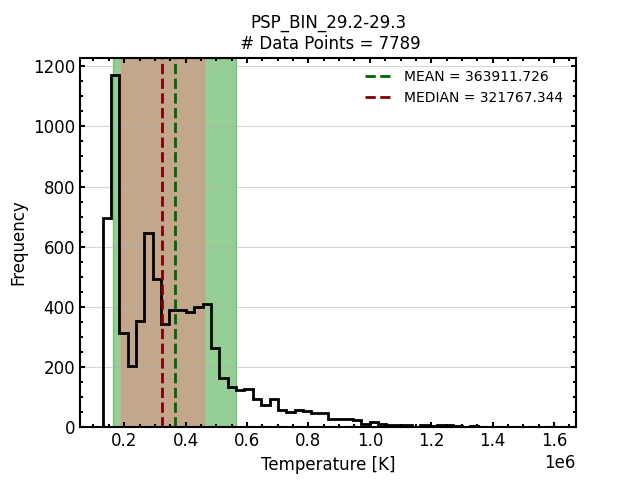 PSP_BIN_29.2-29.3
# Data Points = 7789
MEAN = 363911.726
MEDIAN = 321767.344
Frequency
1200
1000
800
600
400
200
0
0.2 0.4 0.6 0.8 1.0 1.2 1.4 1.6
Temperature [K]
1e6